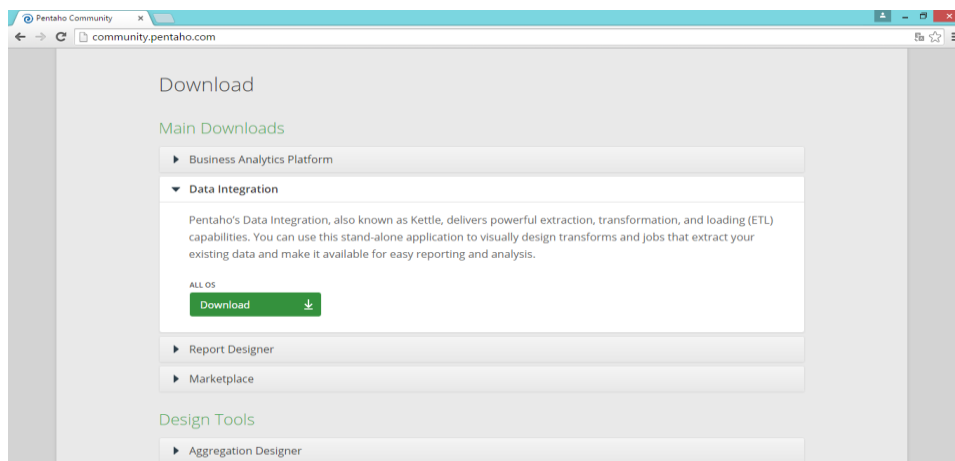 Pentaho Community
community.pentaho.com
Download
Main Downloads
Business Analytics Platform
Data Integration
Pentaho's Data Integration, also known as Kettle, delivers powerful extraction, transformation, and loading (ETL)
capabilities. You can use this stand-alone application to visually design transforms and jobs that extract your
existing data and make it available for easy reporting and analysis.
ALL OS
Download
Report Designer
Marketplace
Design Tools
Aggregation Designer